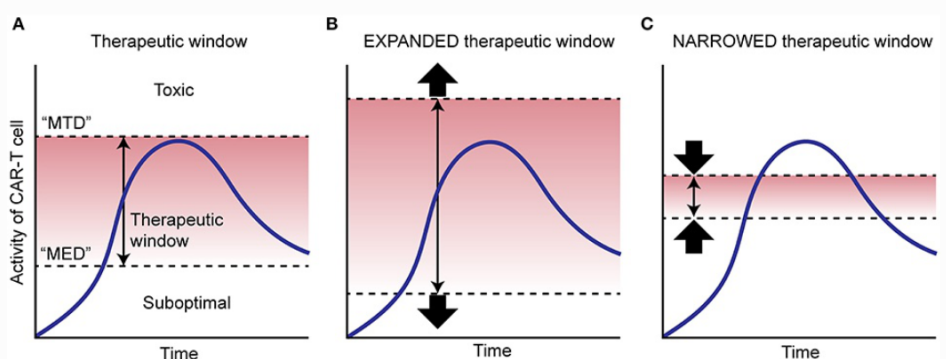 A
Therapeutic window
Activity of CAR-T cell
Toxic
“MTD”
Therapeutic
window
“MED”
Suboptimal
Time
B
EXPANDED therapeutic window
Time
C
NARROWED therapeutic window
Time